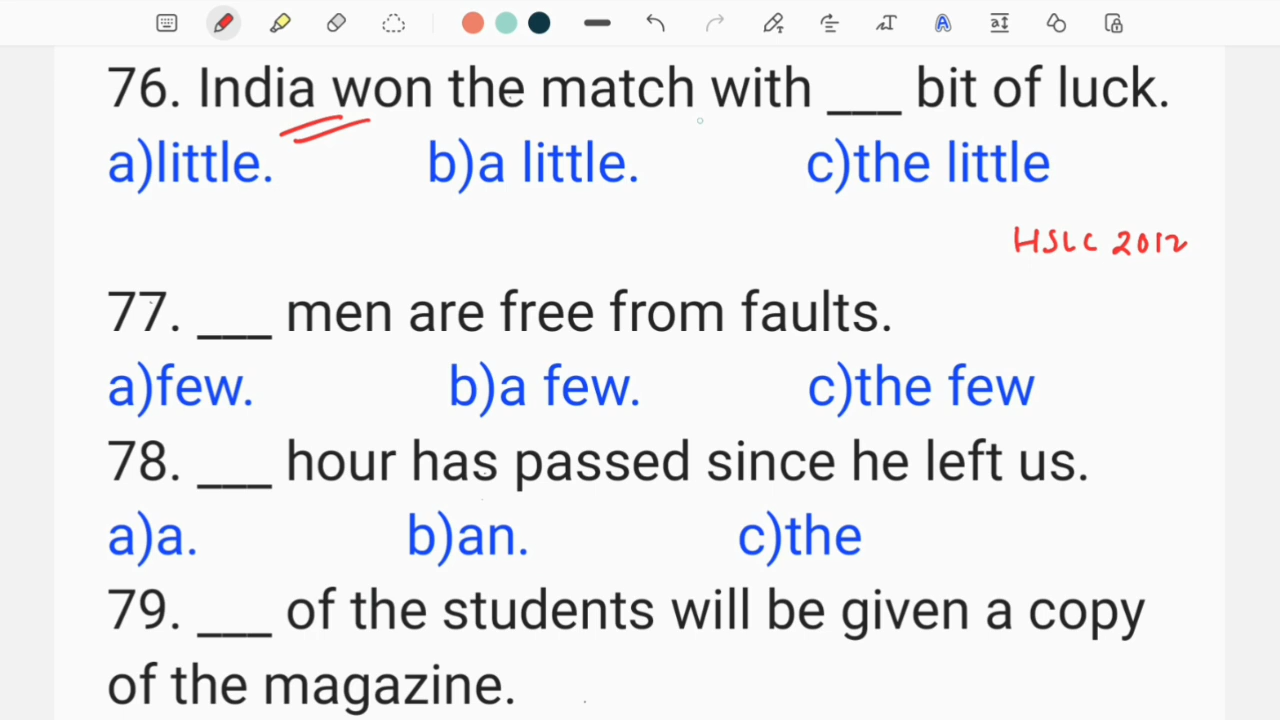 76. India won the match with ___ bit of luck.
a)little. b)a little. c)the little
HSLC 2012
77. ___ men are free from faults.
a)few. b)a few. c)the few
78. ___ hour has passed since he left us.
a)a. b)an. c)the
79. ___ of the students will be given a copy
of the magazine.